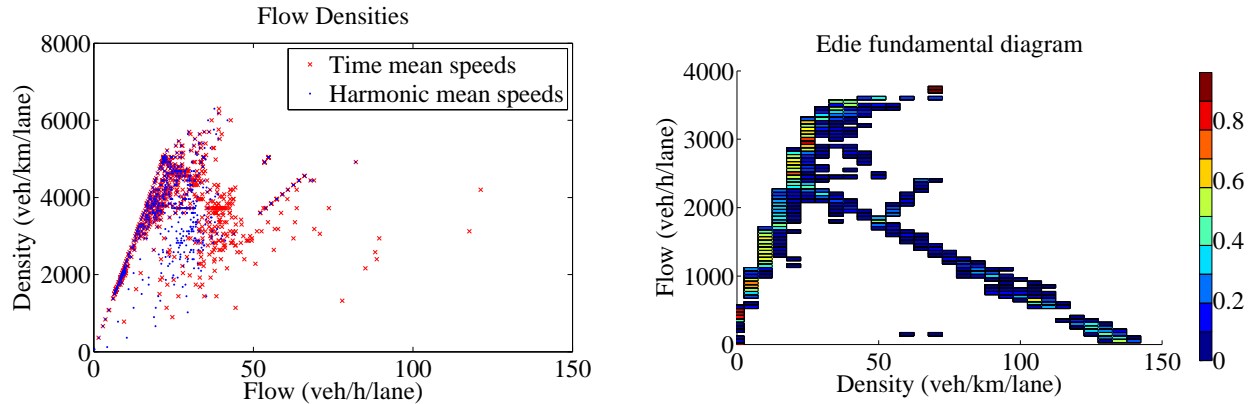 Flow Densities
8000
6000
4000
2000
0
Density (veh/km/lane)
Time mean speeds
Harmonic mean speeds
0 50 100 150
Flow (veh/h/lane)
Edie fundamental diagram
4000
3000
2000
1000
0
Flow (veh/h/lane)
0 50 100 150
Density (veh/km/lane)
0.8
0.6
0.4
0.2
0